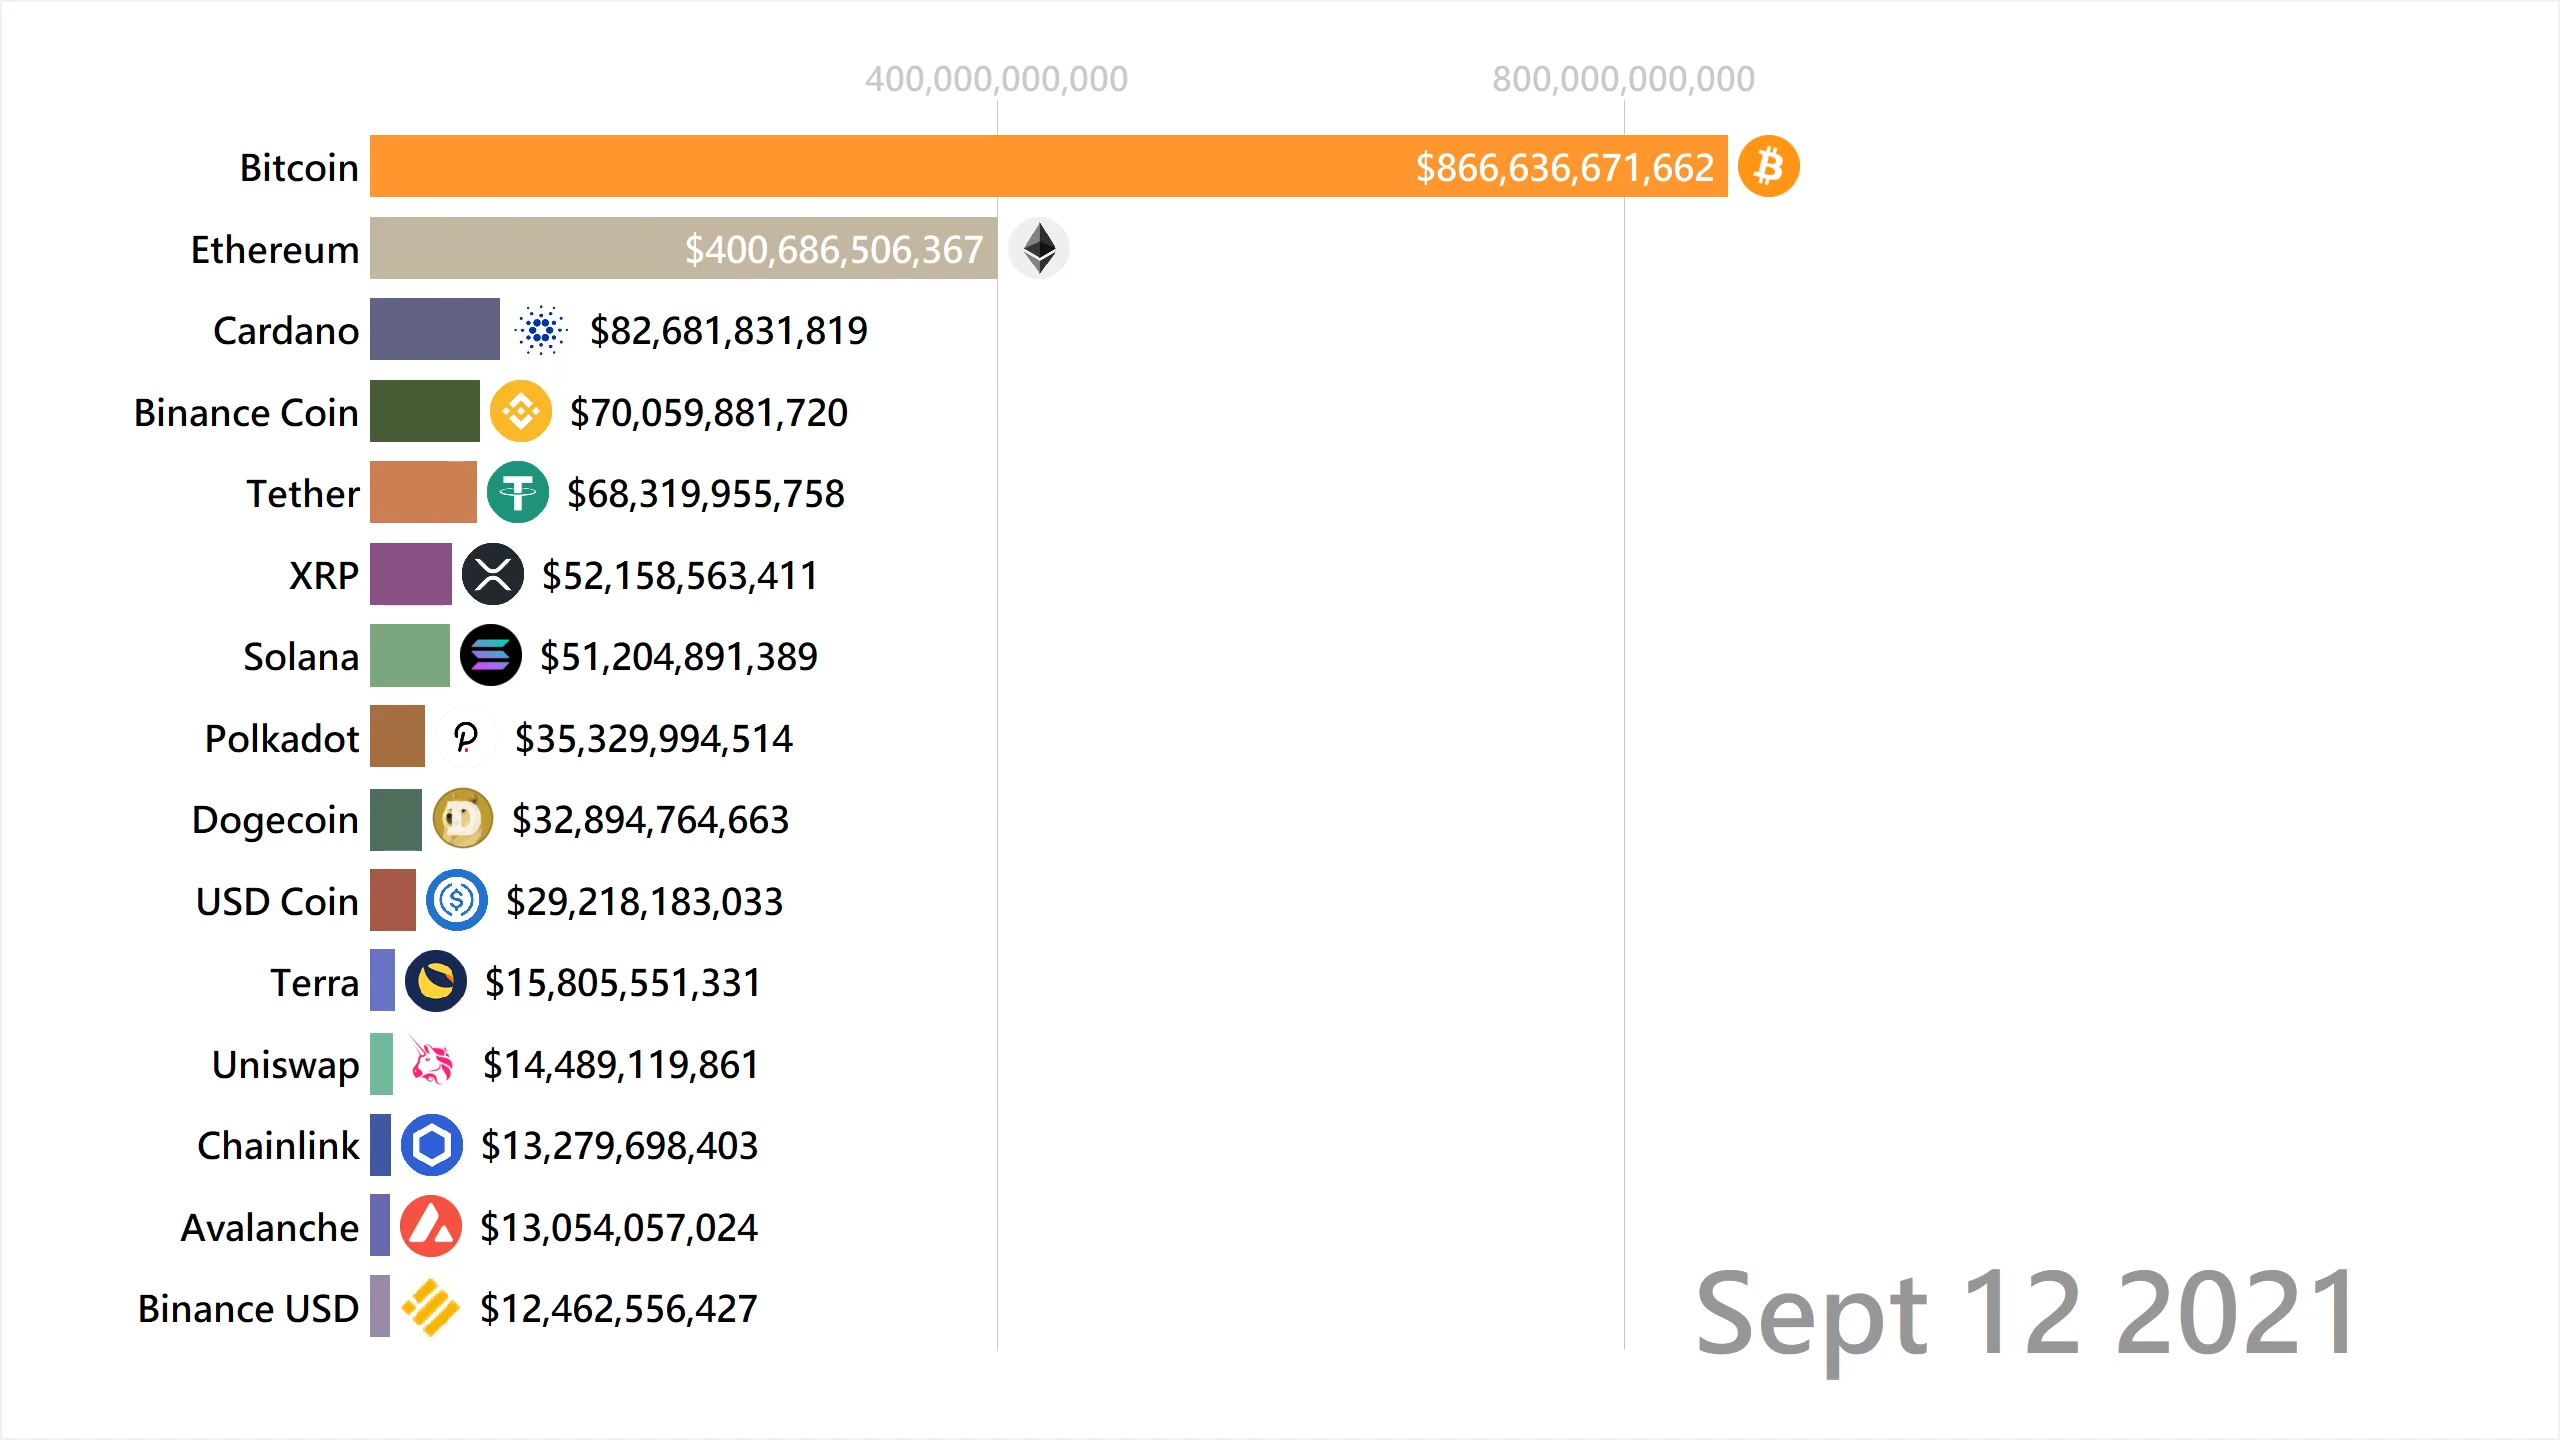 400,000,000,000 800,000,000,000
Bitcoin $866,636,671,662
Ethereum $400,686,506,367
Cardano $82,681,831,819
Binance Coin $70,059,881,720
Tether $68,319,955,758
XRP $52,158,563,411
Solana $51,204,891,389
Polkadot $35,329,994,514
Dogecoin $32,894,764,663
USD Coin $29,218,183,033
Terra $15,805,551,331
Uniswap $14,489,119,861
Chainlink $13,279,698,403
Avalanche $13,054,057,024
Binance USD $12,462,556,427
Sept 12 2021